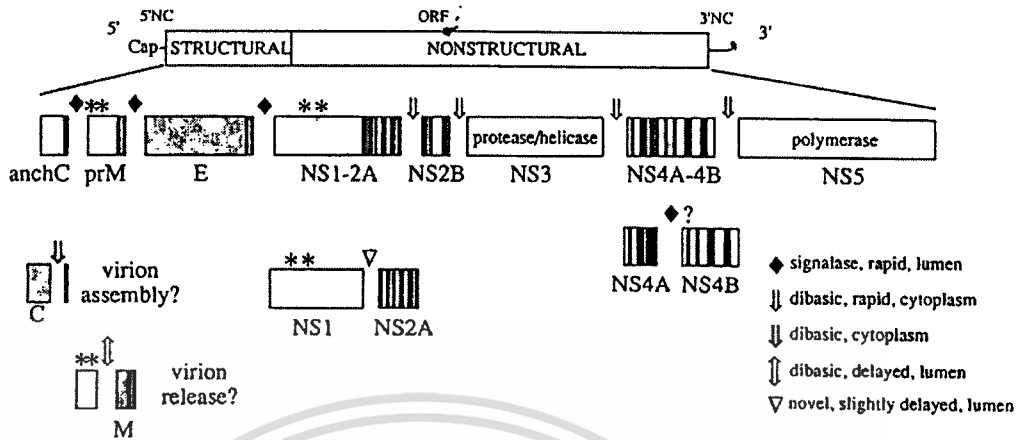 5' 5'NC ORF 3'NC 3'
Cap STRUCTURAL NONSTRUCTURAL
** **
protease/helicase polymerase
anchC prM E NS1-2A NS2B NS3 NS4A-4B NS5
?
C virion assembly?
** NS1 NS2A
NS4A NS4B
** M virion release?
signalase, rapid, lumen
dibasic, rapid, cytoplasm
dibasic, cytoplasm
dibasic, delayed, lumen
novel, slightly delayed, lumen